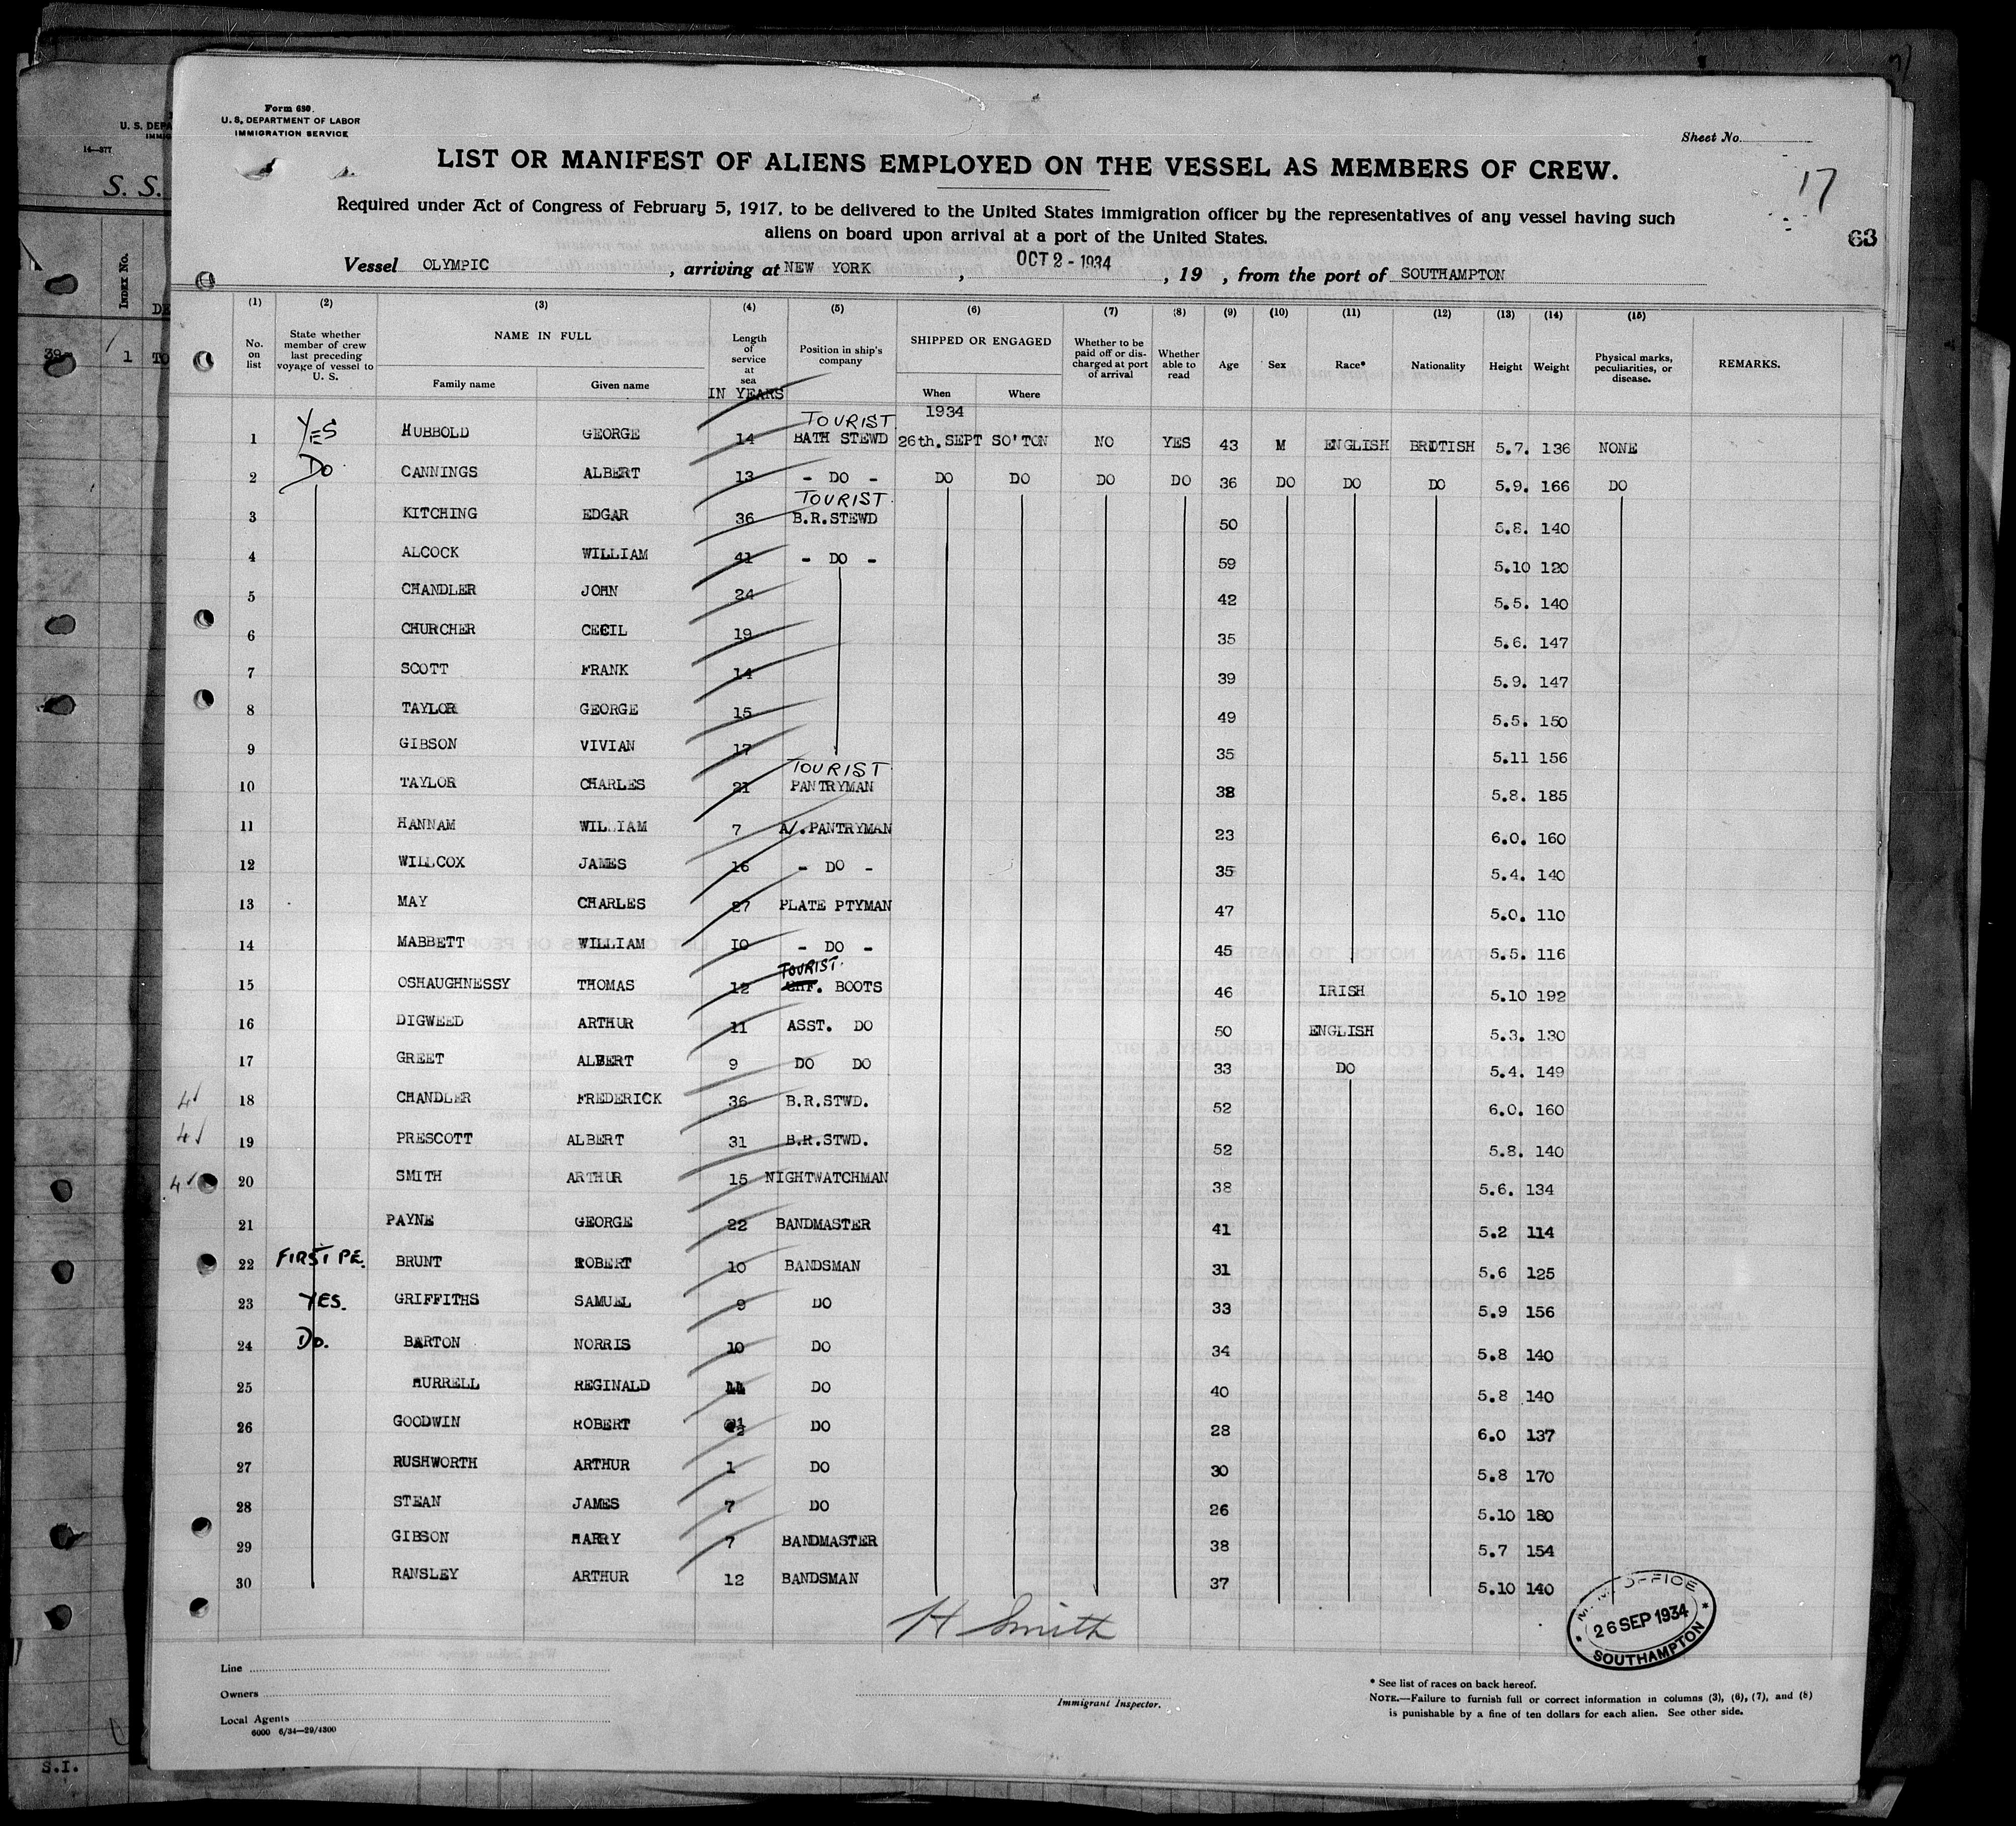 Form 680.
U. S. DEPARTMENT OF LABOR
IMMIGRATION SERVICE
Sheet No.
LIST OR MANIFEST OF ALIENS EMPLOYED ON THE VESSEL AS MEMBERS OF CREW.
17
Required under Act of Congress of February 5, 1917, to be delivered to the United States immigration officer by the representatives of any vessel having such
aliens on board upon arrival at a port of the United States.
63
Vessel OLYMPIC, arriving at NEW YORK, OCT 2 - 1934, 19 , from the port of SOUTHAMPTON
(1) (2) (3) (4) (5) (6) (7) (8) (9) (10) (11) (12) (13) (14) (15)
No. on list
State whether member of crew last preceding voyage of vessel to U. S.
NAME IN FULL
Family name Given name
Length of service at sea
IN YEARS
Position in ship's company
SHIPPED OR ENGAGED
When Where
Whether to be paid off or discharged at port of arrival
Whether able to read
Age
Sex
Race*
Nationality
Height
Weight
Physical marks, peculiarities, or disease.
REMARKS.
1934
TOURIST
1 YES HUBBOLD GEORGE 14 BATH STEWD 26th. SEPT SO'TON NO YES 43 M ENGLISH BRITISH 5.7. 136 NONE
2 DO CANNINGS ALBERT 13 - DO - DO DO DO DO 36 DO DO DO 5.9. 166 DO
TOURIST
3 KITCHING EDGAR 36 B.R.STEWD 50 5.8. 140
4 ALCOCK WILLIAM 41 - DO - 59 5.10 120
5 CHANDLER JOHN 24 42 5.5. 140
6 CHURCHER CECIL 19 35 5.6. 147
7 SCOTT FRANK 14 39 5.9. 147
8 TAYLOR GEORGE 15 49 5.5. 150
9 GIBSON VIVIAN 17 35 5.11 156
TOURIST
10 TAYLOR CHARLES 21 PANTRYMAN 38 5.8. 185
11 HANNAM WILLIAM 7 A/.PANTRYMAN 23 6.0. 160
12 WILLCOX JAMES 16 - DO - 35 5.4. 140
13 MAY CHARLES 27 PLATE PTYMAN 47 5.0. 110
14 MABBETT WILLIAM 10 - DO - 45 5.5. 116
TOURIST.
15 OSHAUGHNESSY THOMAS 12 CHF. BOOTS 46 IRISH 5.10 192
16 DIGWEED ARTHUR 11 ASST. DO 50 ENGLISH 5.3. 130
17 GREET ALBERT 9 DO DO 33 DO 5.4. 149
4√ 18 CHANDLER FREDERICK 36 B.R.STWD. 52 6.0. 160
4√ 19 PRESCOTT ALBERT 31 B.R.STWD. 52 5.8. 140
4√ 20 SMITH ARTHUR 15 NIGHTWATCHMAN 38 5.6. 134
21 PAYNE GEORGE 22 BANDMASTER 41 5.2 114
22 FIRST PE. BRUNT ROBERT 10 BANDSMAN 31 5.6 125
23 YES. GRIFFITHS SAMUEL 9 DO 33 5.9 156
24 DO. BARTON NORRIS 10 DO 34 5.8 140
25 HURRELL REGINALD DO 40 5.8 140
26 GOODWIN ROBERT DO 28 6.0 137
27 RUSHWORTH ARTHUR 1 DO 30 5.8 170
28 STEAN JAMES 7 DO 26 5.10 180
29 GIBSON HARRY 7 BANDMASTER 38 5.7 154
30 RANSLEY ARTHUR 12 BANDSMAN 37 5.10 140
H Smith
OFFICE
26 SEP 1934
SOUTHAMPTON
Line
Owners
Local Agents
6000 6/34—29/4300
Immigrant Inspector.
* See list of races on back hereof.
NOTE.—Failure to furnish full or correct information in columns (3), (6), (7), and (8)
is punishable by a fine of ten dollars for each alien. See other side.
U. S. DEPA
14—377
S. S.
INDEX No.
DE
39
1 TO
S.I.